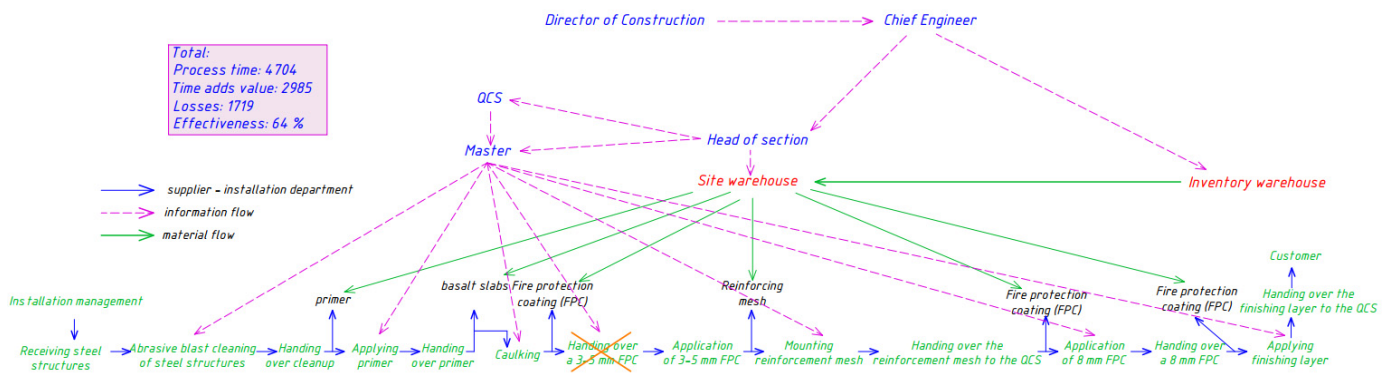 Director of Construction
Chief Engineer
Total:
Process time: 4704
Time adds value: 2985
Losses: 1719
Effectiveness: 64 %
QCS
Head of section
Master
Site warehouse
Inventory warehouse
supplier - installation department
information flow
material flow
Customer
Installation management
primer
basalt slabs
Fire protection
coating (FPC)
Reinforcing
mesh
Fire protection
coating (FPC)
Fire protection
coating (FPC)
Handing over the
finishing layer to the QCS
Receiving steel
structures
Abrasive blast cleaning
of steel structures
Handing
over cleanup
Applying
primer
Handing
over primer
Caulking
Handing over
a 3-5 mm FPC
Application
of 3-5 mm FPC
Mounting
reinforcement mesh
Handing over the
reinforcement mesh to the QCS
Application
of 8 mm FPC
Handing over
a 8 mm FPC
Applying
finishing layer